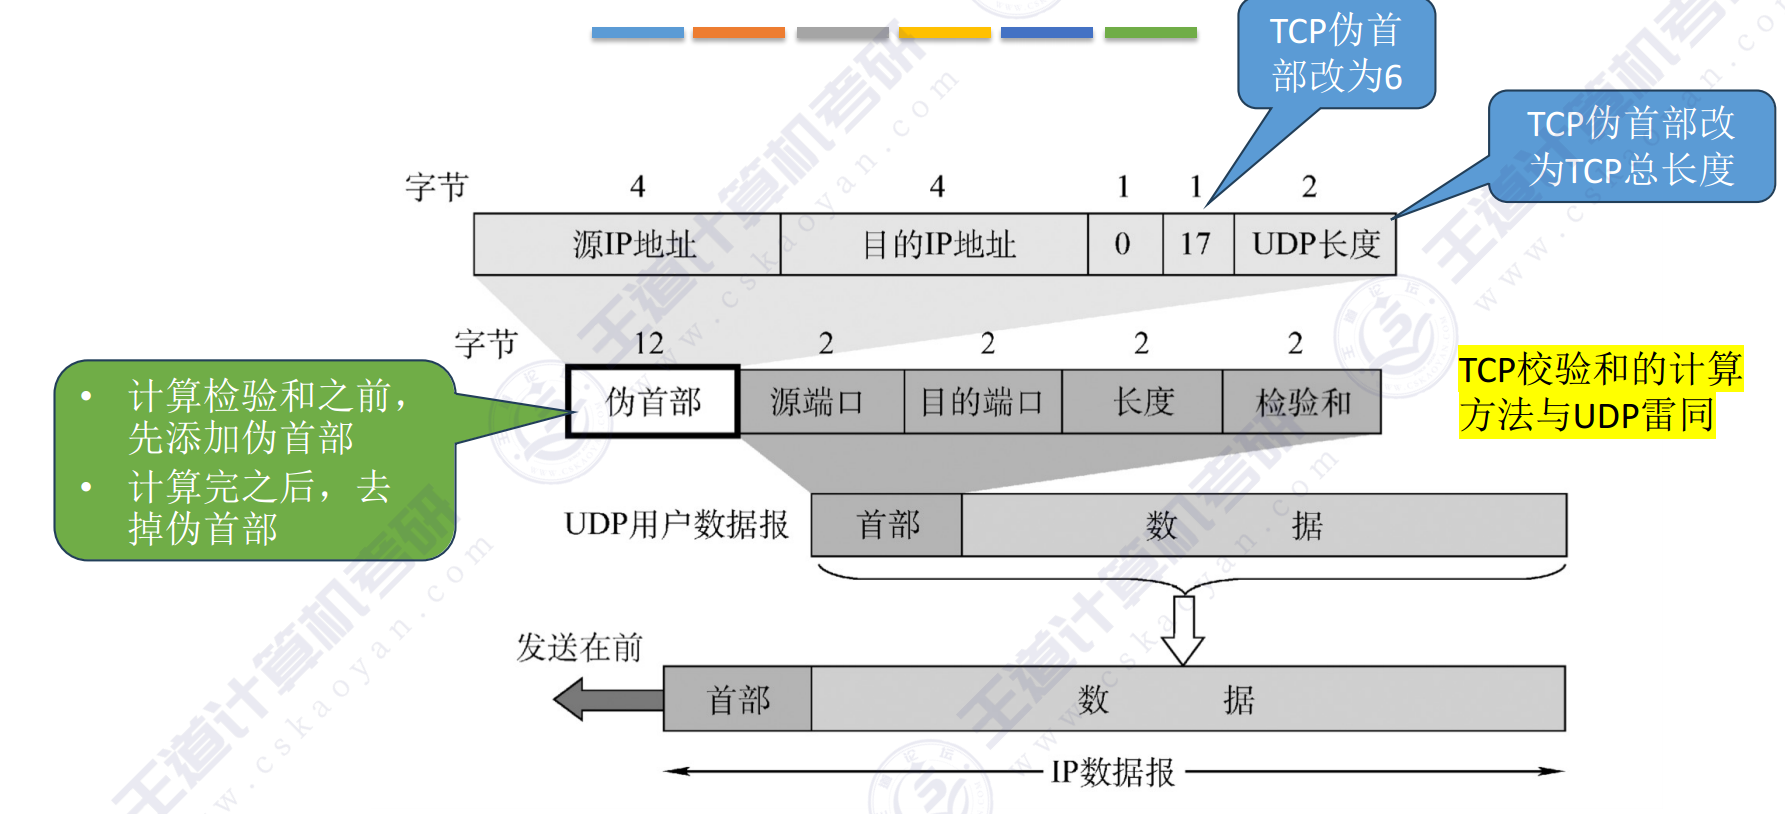 TCP伪首
部改为6
TCP伪首部改
为TCP总长度
字节 4 4 1 1 2
源IP地址 目的IP地址 0 17 UDP长度
字节 12 2 2 2 2
伪首部 源端口 目的端口 长度 检验和
• 计算检验和之前，
先添加伪首部
• 计算完之后，去
掉伪首部
TCP校验和的计算
方法与UDP雷同
UDP用户数据报 首部 数 据
发送在前
首部 数 据
IP数据报
王道计算机考研
www.cskaoyan.com